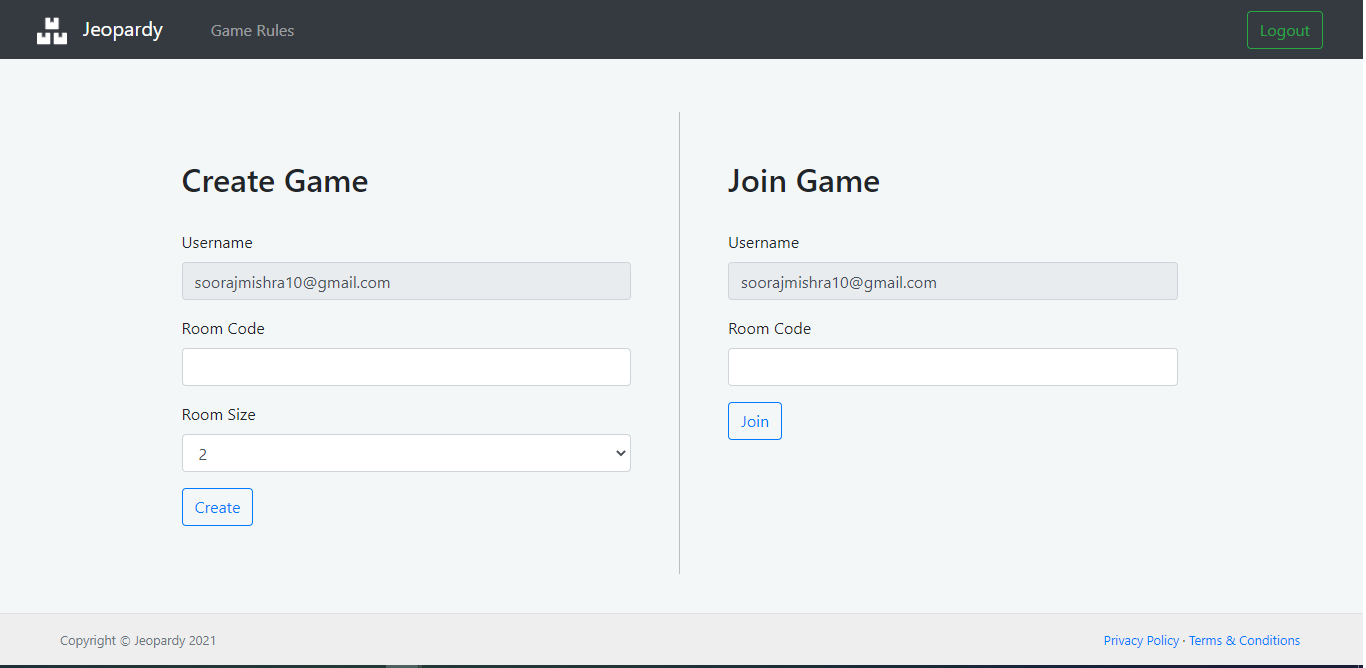 Jeopardy
Game Rules
Logout
Create Game
Username
soorajmishra10@gmail.com
Room Code
Room Size
2
Create
Join Game
Username
soorajmishra10@gmail.com
Room Code
Join
Copyright © Jeopardy 2021
Privacy Policy · Terms & Conditions